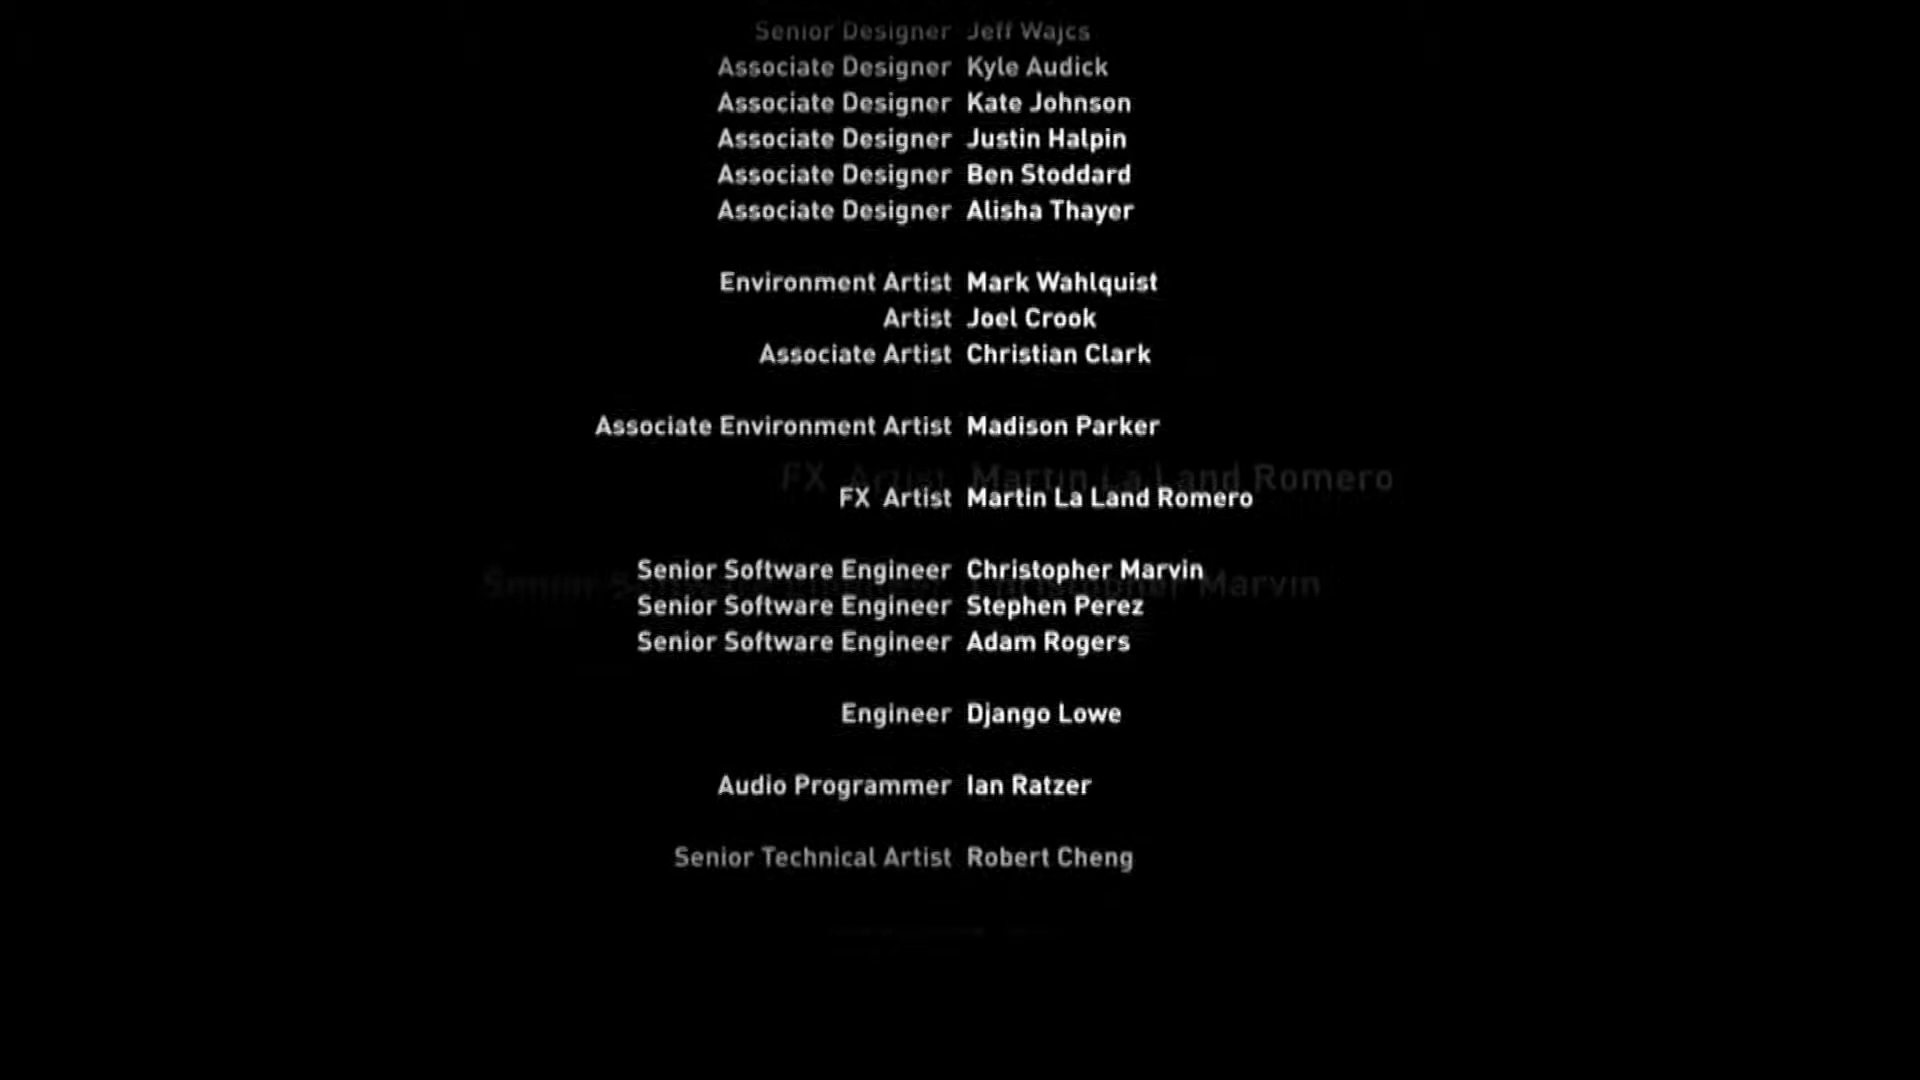 Senior Designer Jeff Wajcs
Associate Designer Kyle Audick
Associate Designer Kate Johnson
Associate Designer Justin Halpin
Associate Designer Ben Stoddard
Associate Designer Alisha Thayer
Environment Artist Mark Wahlquist
Artist Joel Crook
Associate Artist Christian Clark
Associate Environment Artist Madison Parker
FX Artist Martin La Land Romero
Senior Software Engineer Christopher Marvin
Senior Software Engineer Stephen Perez
Senior Software Engineer Adam Rogers
Engineer Django Lowe
Audio Programmer Ian Ratzer
Senior Technical Artist Robert Cheng